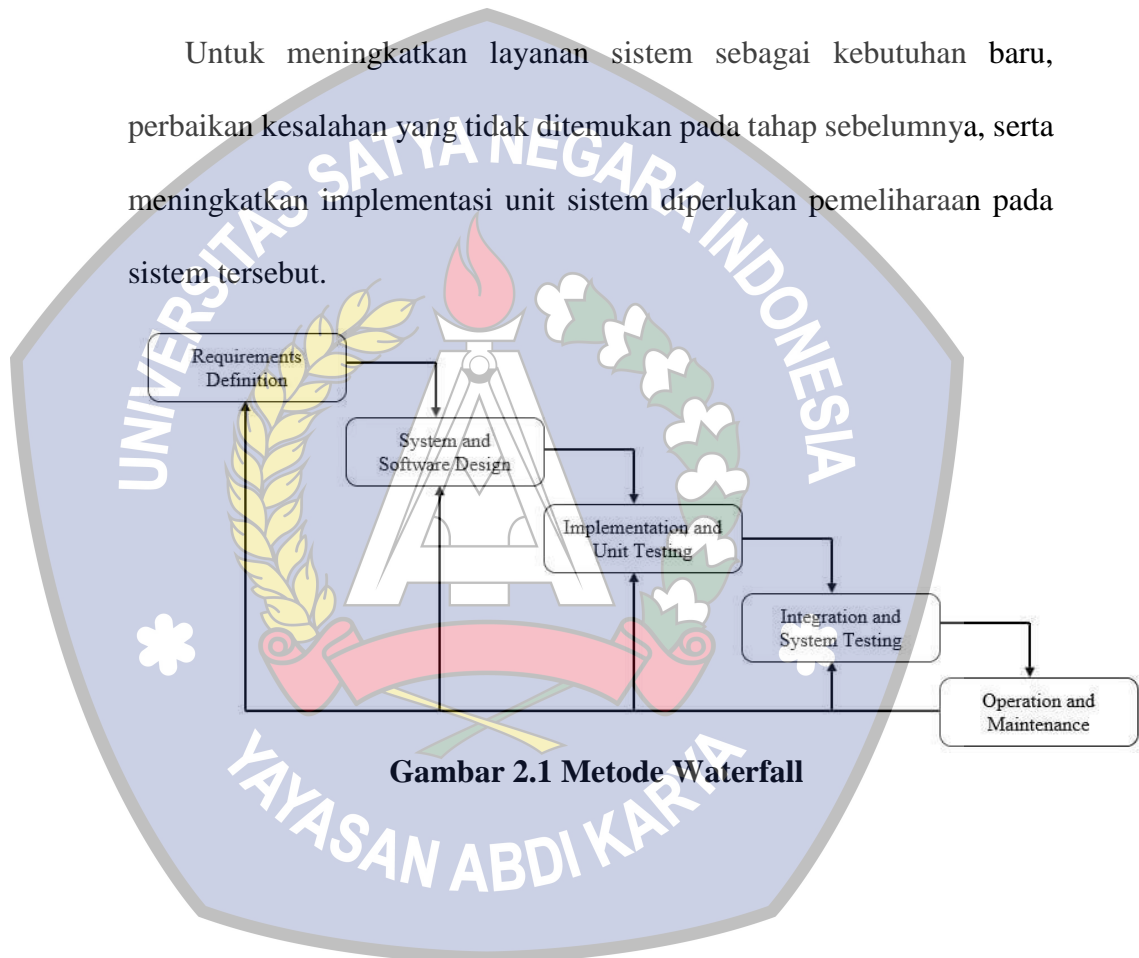 Untuk meningkatkan layanan sistem sebagai kebutuhan baru,
perbaikan kesalahan yang tidak ditemukan pada tahap sebelumnya, serta
meningkatkan implementasi unit sistem diperlukan pemeliharaan pada
sistem tersebut.
UNIVERSITAS SATYA NEGARA INDONESIA
Requirements
Definition
System and
Software Design
Implementation and
Unit Testing
Integration and
System Testing
Operation and
Maintenance
Gambar 2.1 Metode Waterfall
YAYASAN ABDI KARYA